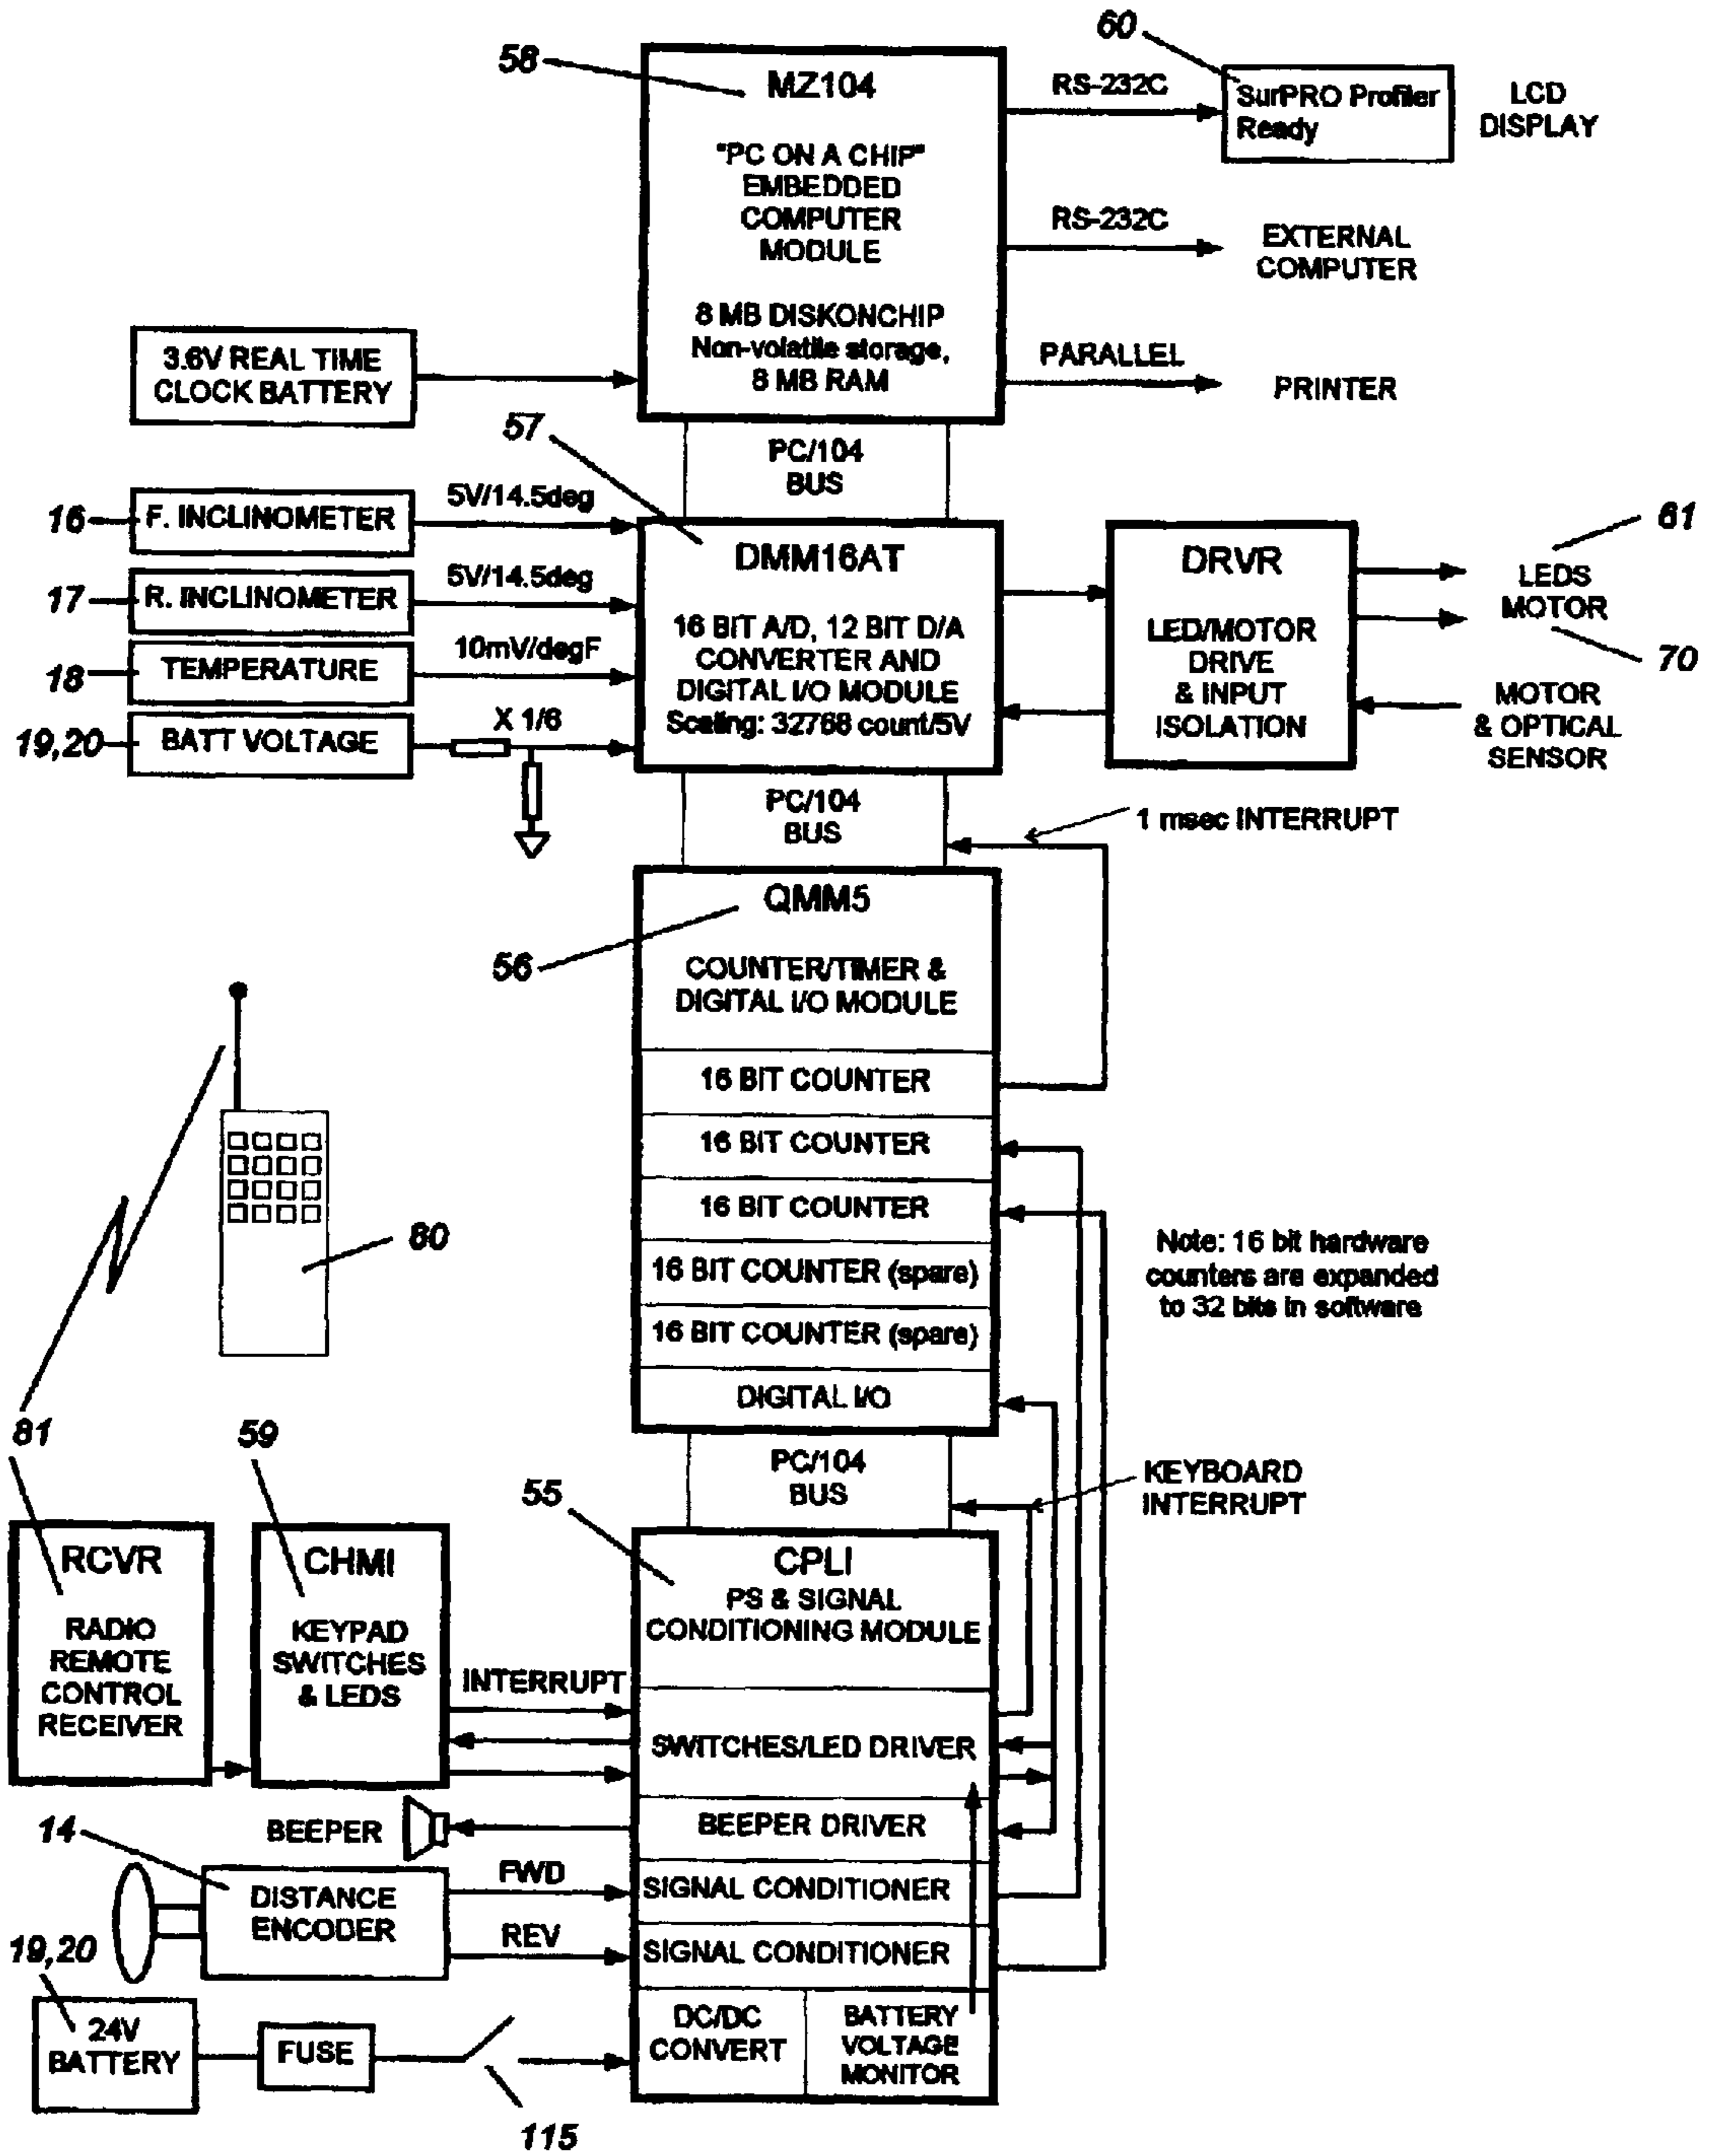 60
58
MZ104
RS-232C
SurPRO Profiler
Ready
LCD
DISPLAY
"PC ON A CHIP"
EMBEDDED
COMPUTER
MODULE
RS-232C
EXTERNAL
COMPUTER
8 MB DISKONCHIP
Non-volatile storage,
8 MB RAM
PARALLEL
PRINTER
3.6V REAL TIME
CLOCK BATTERY
57
PC/104
BUS
16
F. INCLINOMETER
5V/14.5deg
17
R. INCLINOMETER
5V/14.5deg
18
TEMPERATURE
10mV/degF
19,20
BATT VOLTAGE
X 1/6
DMM16AT
16 BIT A/D, 12 BIT D/A
CONVERTER AND
DIGITAL I/O MODULE
Scaling: 32768 count/5V
DRVR
LED/MOTOR
DRIVE
& INPUT
ISOLATION
61
LEDS
MOTOR
70
MOTOR
& OPTICAL
SENSOR
PC/104
BUS
1 msec INTERRUPT
QMM5
56
COUNTER/TIMER &
DIGITAL I/O MODULE
16 BIT COUNTER
16 BIT COUNTER
16 BIT COUNTER
16 BIT COUNTER (spare)
16 BIT COUNTER (spare)
DIGITAL I/O
80
Note: 16 bit hardware
counters are expanded
to 32 bits in software
81
59
PC/104
BUS
55
KEYBOARD
INTERRUPT
RCVR
RADIO
REMOTE
CONTROL
RECEIVER
CHMI
KEYPAD
SWITCHES
& LEDS
INTERRUPT
CPLI
PS & SIGNAL
CONDITIONING MODULE
SWITCHES/LED DRIVER
BEEPER
BEEPER DRIVER
14
DISTANCE
ENCODER
FWD
SIGNAL CONDITIONER
REV
SIGNAL CONDITIONER
19,20
24V
BATTERY
FUSE
115
DC/DC
CONVERT
BATTERY
VOLTAGE
MONITOR